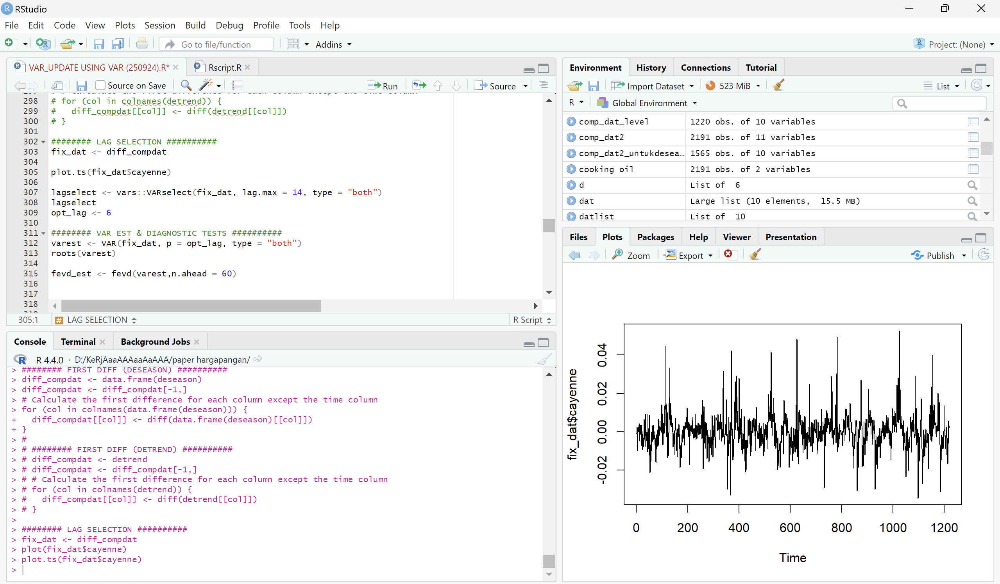 RStudio
File Edit Code View Plots Session Build Debug Profile Tools Help
Go to file/function Addins Project: (None)
VAR_UPDATE USING VAR (250924).R* Rscript.R
Source on Save Run Source
298 # for (col in colnames(detrend)) {
299 #   diff_compdat[[col]] <- diff(detrend[[col]])
300 # }
301
302 ######## LAG SELECTION ##########
303 fix_dat <- diff_compdat
304
305 plot.ts(fix_dat$cayenne)
306
307 lagselect <- vars::VARselect(fix_dat, lag.max = 14, type = "both")
308 lagselect
309 opt_lag <- 6
310
311 ######## VAR EST & DIAGNOSTIC TESTS ##########
312 varest <- VAR(fix_dat, p = opt_lag, type = "both")
313 roots(varest)
314
315 fevd_est <- fevd(varest,n.ahead = 60)
316
317
318
305:1 # LAG SELECTION R Script
Console Terminal Background Jobs
R 4.4.0 · D:/KeRjAaaAAAaaAaAAA/paper hargapangan/
> ######## FIRST DIFF (DESEASON) ##########
> diff_compdat <- data.frame(deseason)
> diff_compdat <- diff_compdat[-1,]
> # Calculate the first difference for each column except the time column
> for (col in colnames(data.frame(deseason))) {
+   diff_compdat[[col]] <- diff(data.frame(deseason)[[col]])
+ }
> #
> # ######## FIRST DIFF (DETREND) ##########
> # diff_compdat <- detrend
> # diff_compdat <- diff_compdat[-1,]
> # # Calculate the first difference for each column except the time column
> # for (col in colnames(detrend)) {
> #   diff_compdat[[col]] <- diff(detrend[[col]])
> # }
>
> ######## LAG SELECTION ##########
> fix_dat <- diff_compdat
> plot(fix_dat$cayenne)
> plot.ts(fix_dat$cayenne)
>
Environment History Connections Tutorial
Import Dataset 523 MiB List
R Global Environment
comp_dat_level 1220 obs. of 10 variables
comp_dat2 2191 obs. of 11 variables
comp_dat2_untukdesea… 1565 obs. of 10 variables
cooking oil 2191 obs. of 2 variables
d List of  6
dat Large list (10 elements,  15.5 MB)
datlist List of  10
Files Plots Packages Help Viewer Presentation
Zoom Export Publish
fix_dat$cayenne
0.04
0.02
0.00
-0.02
0 200 400 600 800 1000 1200
Time